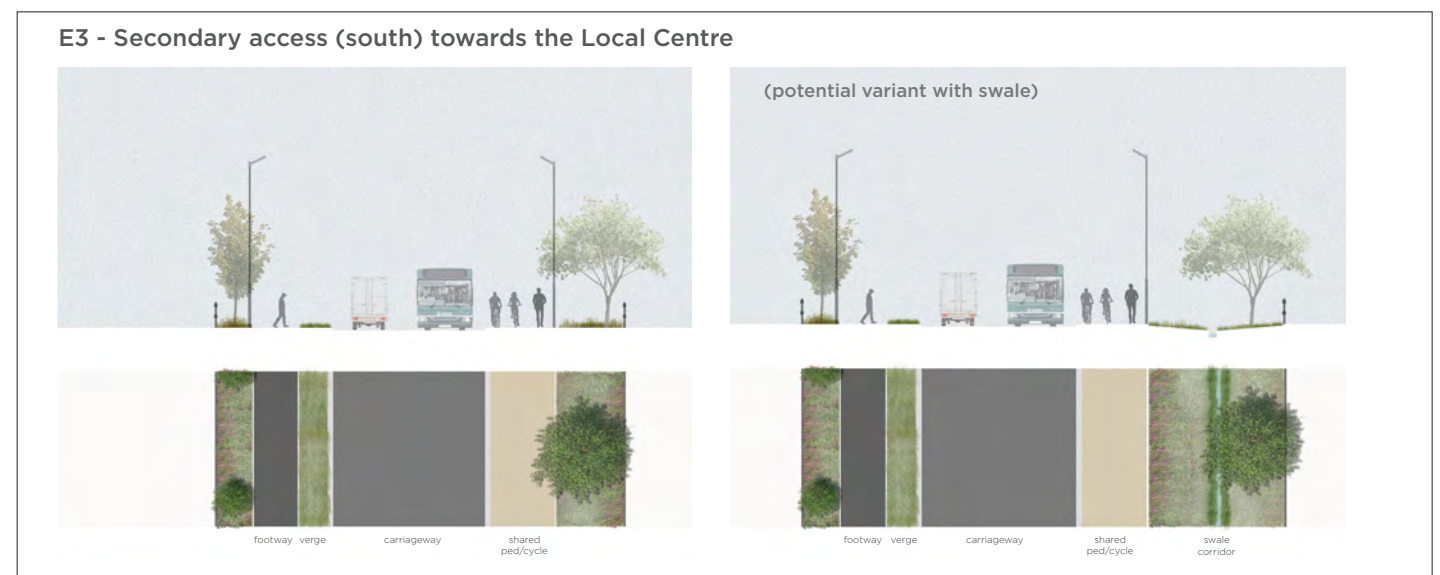 E3 - Secondary access (south) towards the Local Centre
(potential variant with swale)
footway verge carriageway shared
ped/cycle
footway verge carriageway shared
ped/cycle
swale
corridor